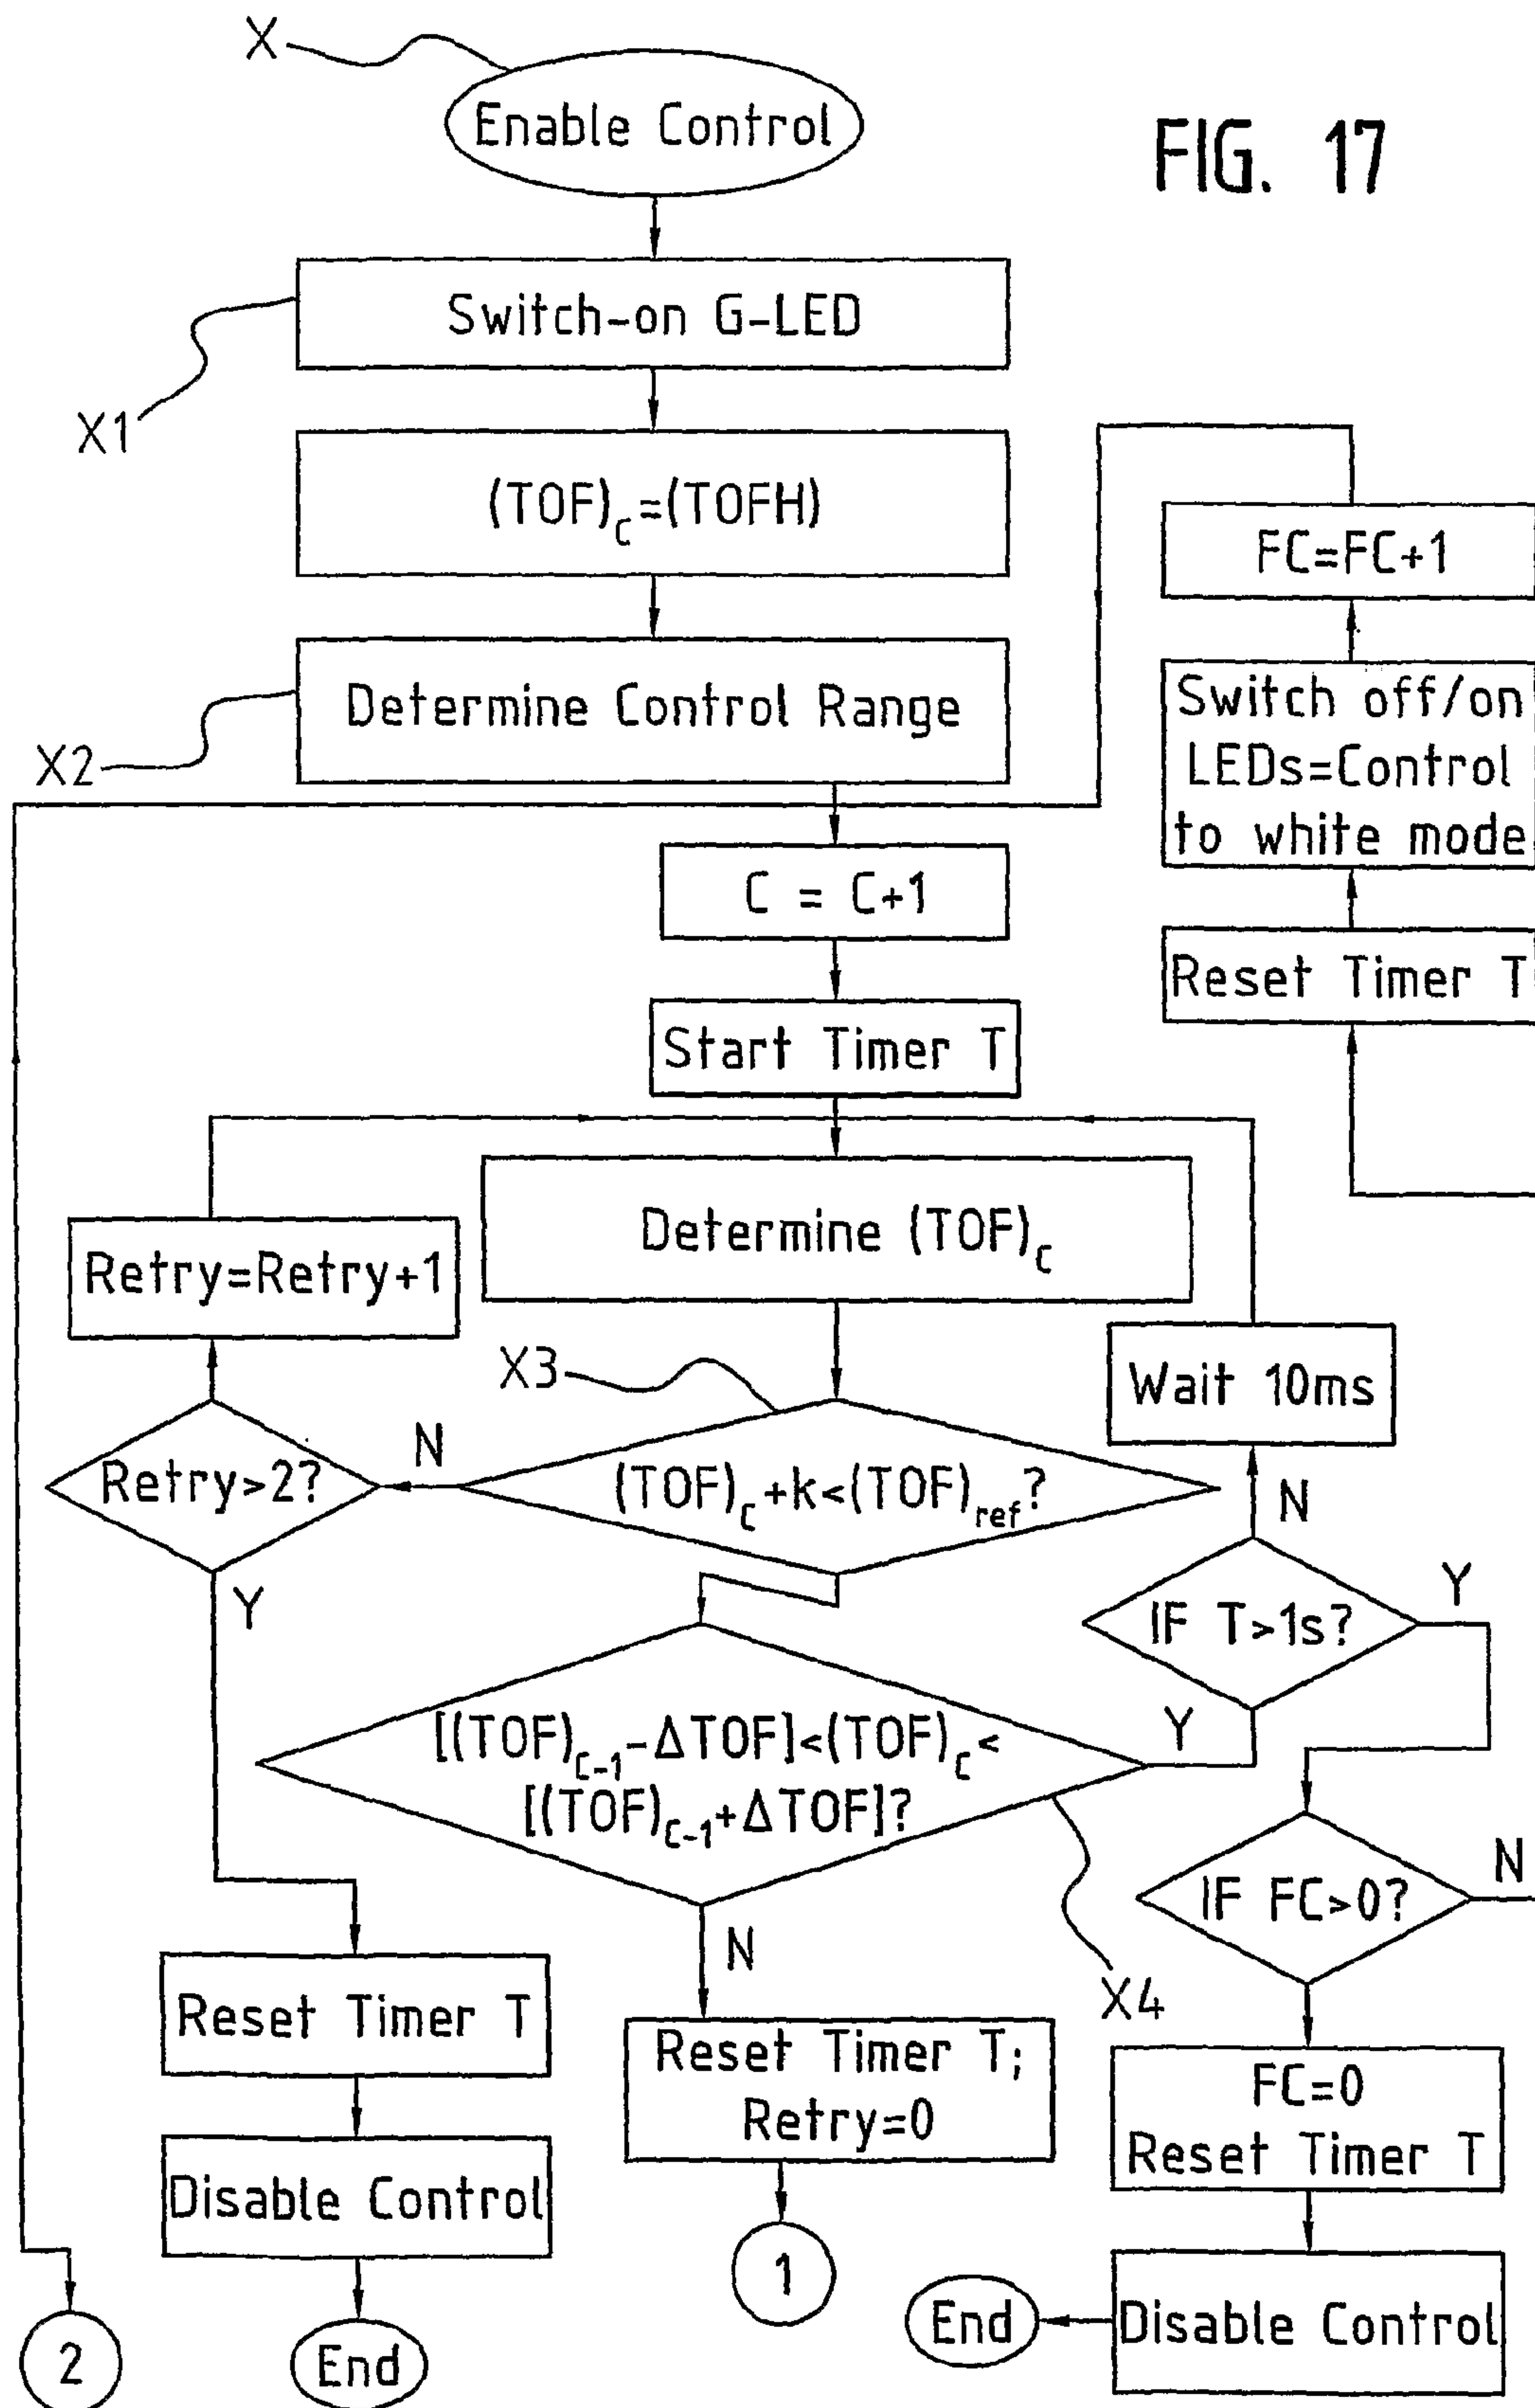 X
Enable Control
FIG. 17
Switch-on G-LED
X1
(TOF)c=(TOFH)
FC=FC+1
Determine Control Range
X2
Switch off/on
LEDs=Control
to white mode
C = C+1
Reset Timer T
Start Timer T
Determine (TOF)c
Retry=Retry+1
X3
Wait 10ms
Retry>2?
N
(TOF)c+k<(TOF)ref?
N
Y
IF T>1s?
Y
[(TOF)c-1-ΔTOF]<(TOF)c<
[(TOF)c-1+ΔTOF]?
Y
IF FC>0?
N
N
X4
Reset Timer T
Reset Timer T;
Retry=0
FC=0
Reset Timer T
Disable Control
1
End
Disable Control
2
End